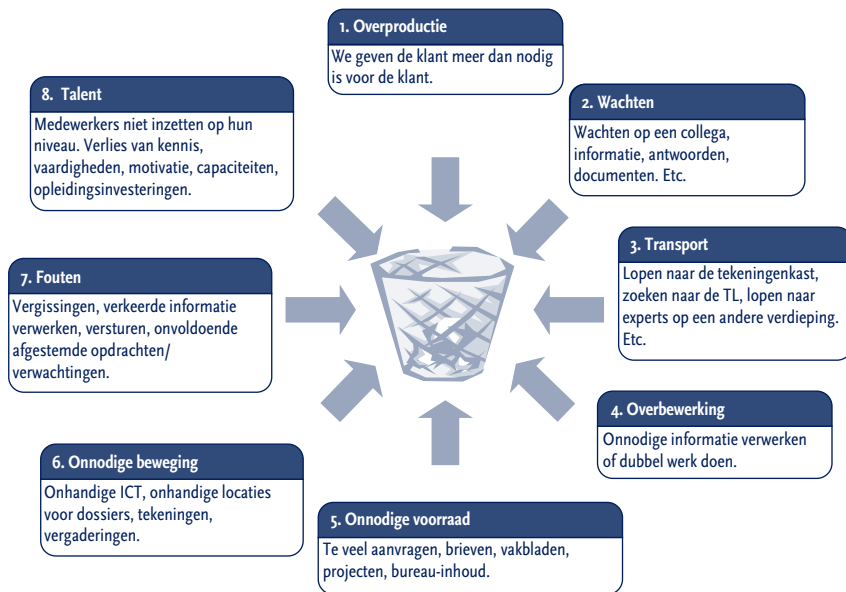 1. Overproductie
We geven de klant meer dan nodig
is voor de klant.
2. Wachten
Wachten op een collega,
informatie, antwoorden,
documenten. Etc.
3. Transport
Lopen naar de tekeningenkast,
zoeken naar de TL, lopen naar
experts op een andere verdieping.
Etc.
4. Overbewerking
Onnodige informatie verwerken
of dubbel werk doen.
5. Onnodige voorraad
Te veel aanvragen, brieven, vakbladen,
projecten, bureau-inhoud.
6. Onnodige beweging
Onhandige ICT, onhandige locaties
voor dossiers, tekeningen,
vergaderingen.
7. Fouten
Vergissingen, verkeerde informatie
verwerken, versturen, onvoldoende
afgestemde opdrachten/
verwachtingen.
8. Talent
Medewerkers niet inzetten op hun
niveau. Verlies van kennis,
vaardigheden, motivatie, capaciteiten,
opleidingsinvesteringen.